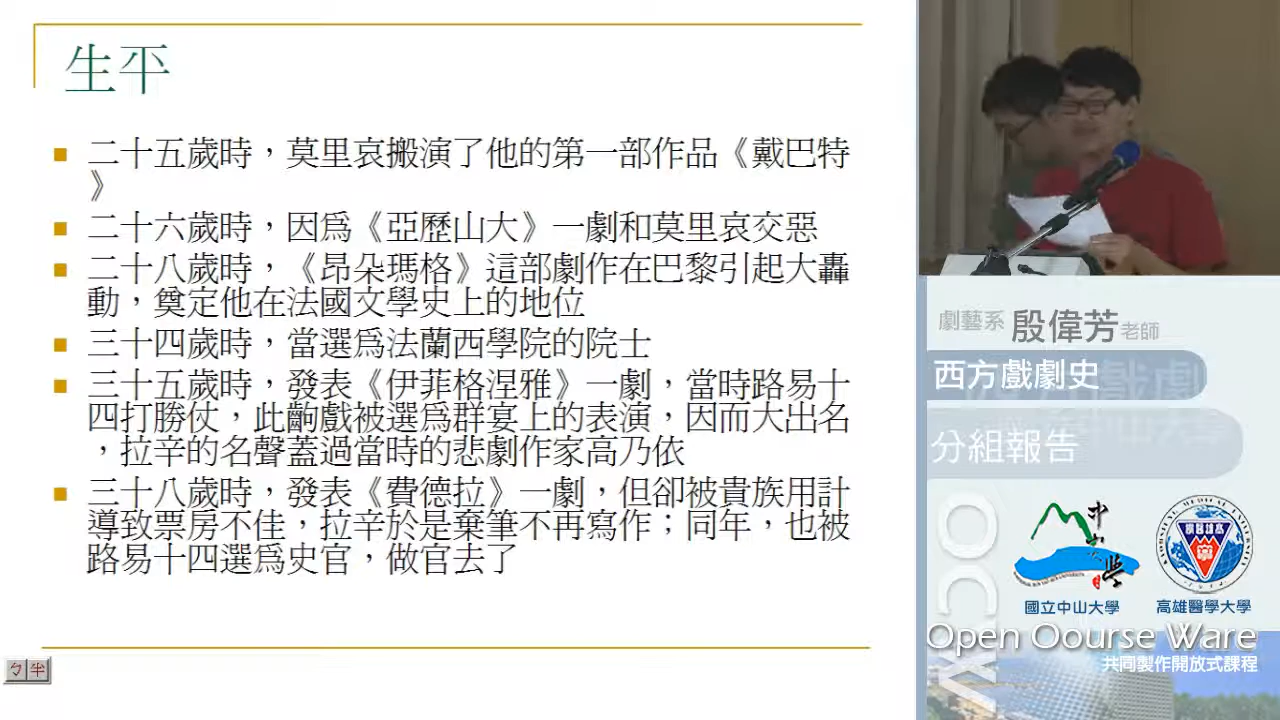 生平
二十五歲時，莫里哀搬演了他的第一部作品《戴巴特
》
二十六歲時，因爲《亞歷山大》一劇和莫里哀交惡
二十八歲時，《昂朵瑪格》這部劇作在巴黎引起大轟
動，奠定他在法國文學史上的地位
三十四歲時，當選爲法蘭西學院的院士
三十五歲時，發表《伊菲格涅雅》一劇，當時路易十
四打勝仗，此齣戲被選爲群宴上的表演，因而大出名
，拉辛的名聲蓋過當時的悲劇作家高乃依
三十八歲時，發表《費德拉》一劇，但卻被貴族用計
導致票房不佳，拉辛於是棄筆不再寫作；同年，也被
路易十四選爲史官，做官去了
ㄅ半
劇藝系 殷偉芳老師
西方戲劇史
分組報告
OCW
國立中山大學
高雄醫學大學
Open Oourse Ware
共同製作開放式課程